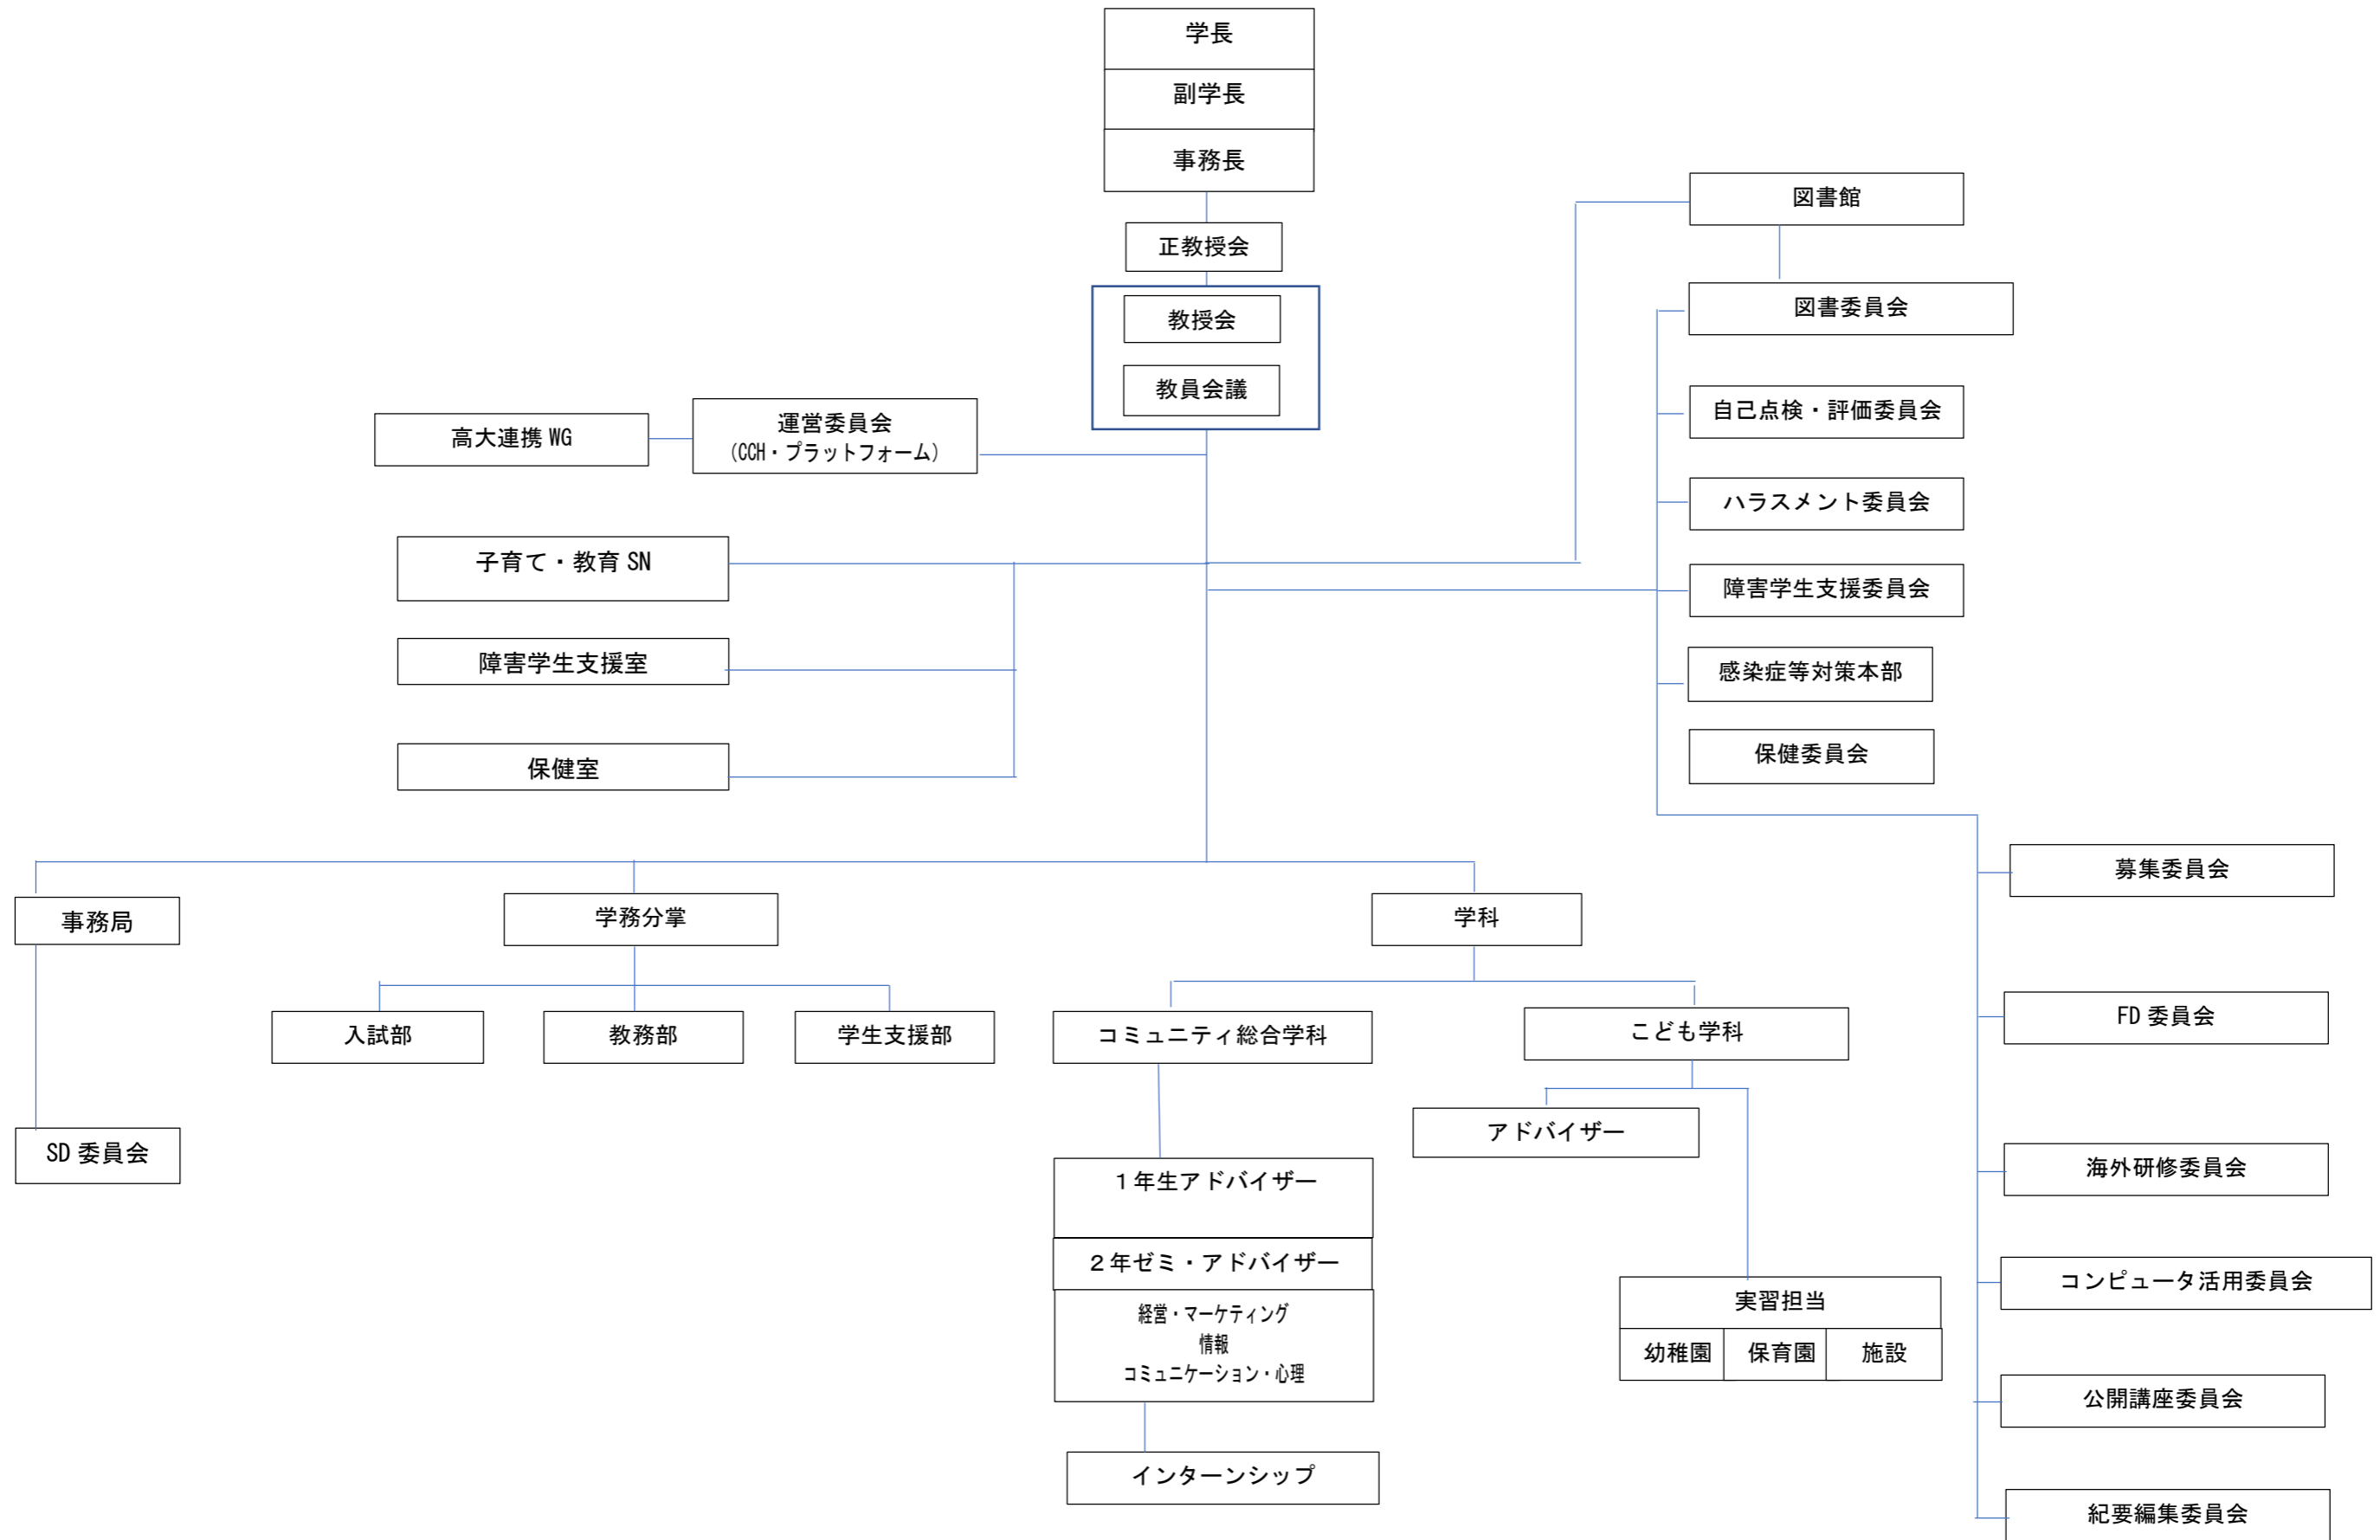 学長
副学長
事務長
正教授会
教授会
教員会議
図書館
図書委員会
高大連携 WG
運営委員会
(CCH・プラットフォーム)
自己点検・評価委員会
ハラスメント委員会
子育て・教育 SN
障害学生支援委員会
障害学生支援室
感染症等対策本部
保健室
保健委員会
募集委員会
事務局
学務分掌
学科
入試部
教務部
学生支援部
コミュニティ総合学科
こども学科
FD 委員会
アドバイザー
SD 委員会
海外研修委員会
1年生アドバイザー
2年ゼミ・アドバイザー
経営・マーケティング
情報
コミュニケーション・心理
コンピュータ活用委員会
実習担当
幼稚園 保育園 施設
公開講座委員会
インターンシップ
紀要編集委員会